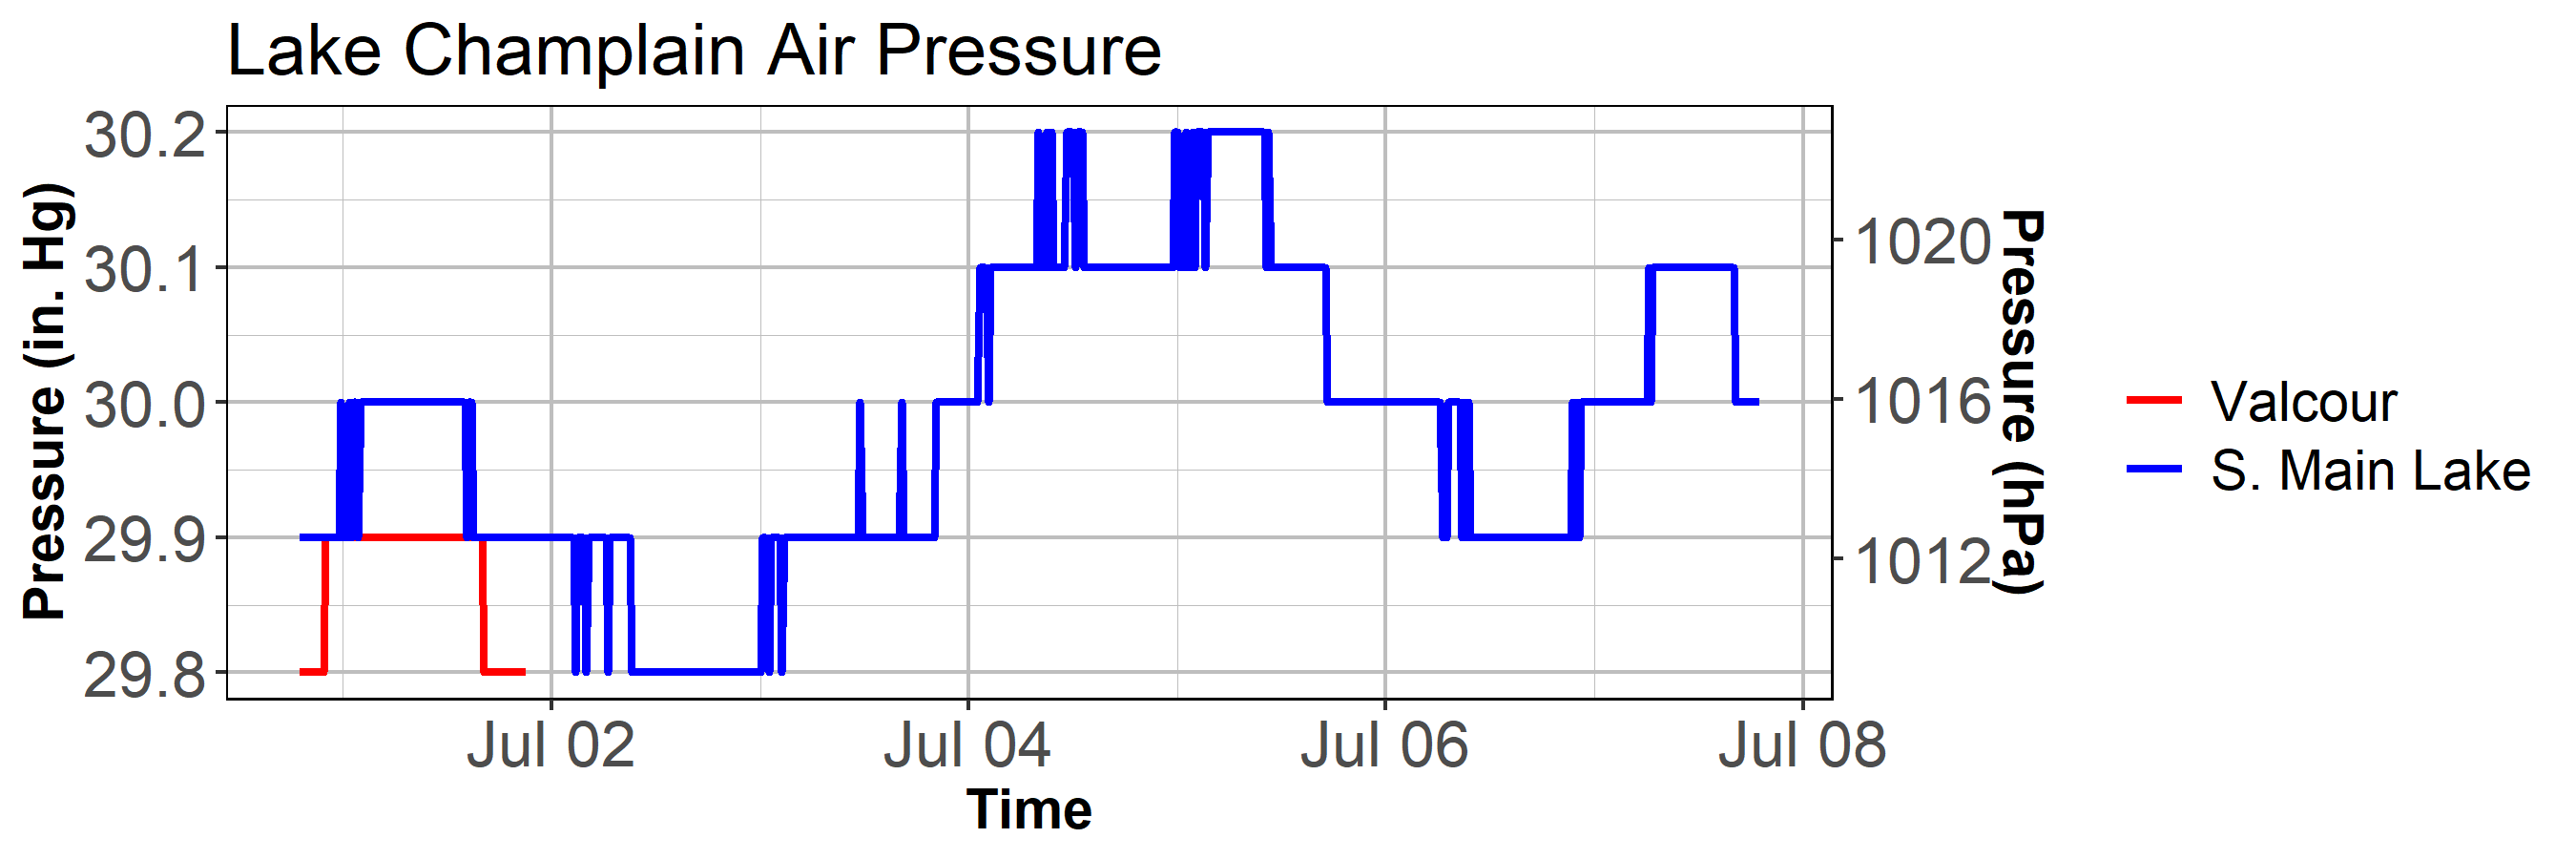 Lake Champlain Air Pressure
Pressure (in. Hg)
30.2
30.1
30.0
29.9
29.8
1020
1016
1012
Pressure (hPa)
Valcour
S. Main Lake
Jul 02
Jul 04
Jul 06
Jul 08
Time